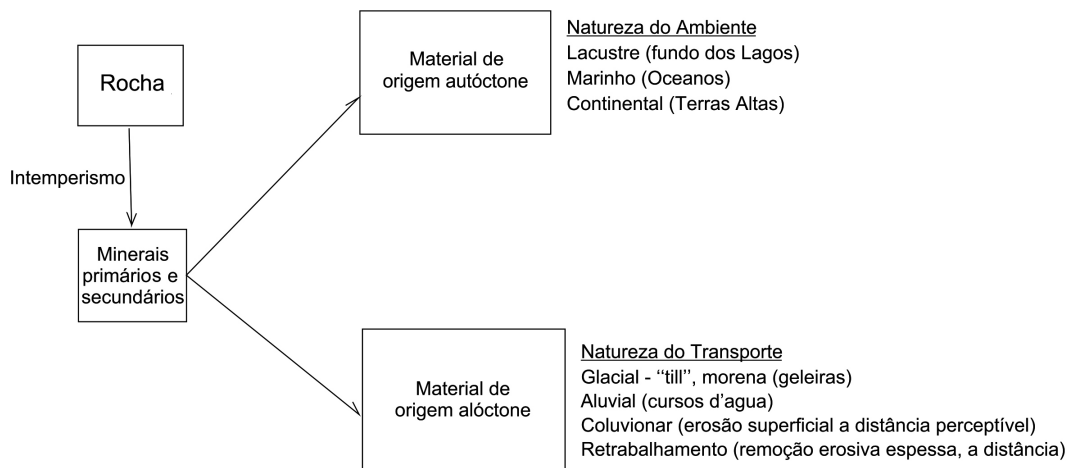 Rocha
Intemperismo
Minerais
primários e
secundários
Material de
origem autóctone
Natureza do Ambiente
Lacustre (fundo dos Lagos)
Marinho (Oceanos)
Continental (Terras Altas)
Material de
origem alóctone
Natureza do Transporte
Glacial - “till”, morena (geleiras)
Aluvial (cursos d’agua)
Coluvionar (erosão superficial a distância perceptível)
Retrabalhamento (remoção erosiva espessa, a distância)